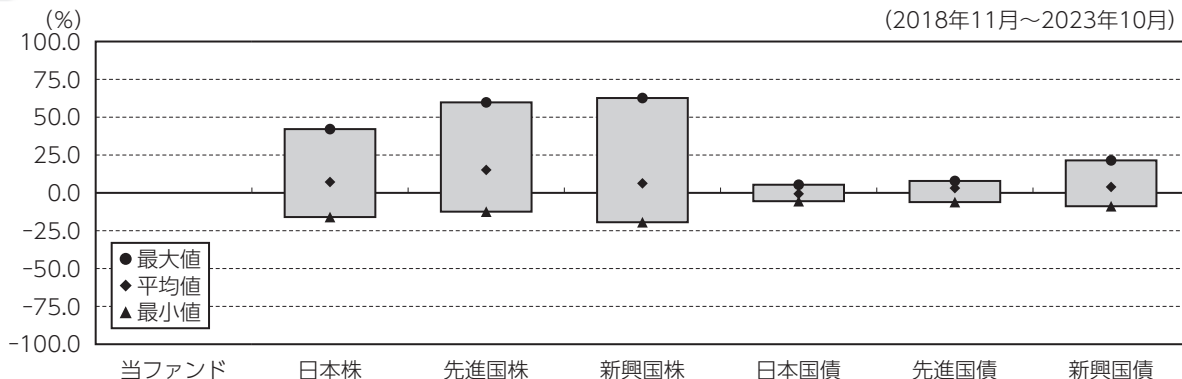 (%)
(2018年11月～2023年10月)
100.0
75.0
50.0
25.0
0.0
-25.0
-50.0
-75.0
-100.0
●最大値
◆平均値
▲最小値
当ファンド 日本株 先進国株 新興国株 日本国債 先進国債 新興国債